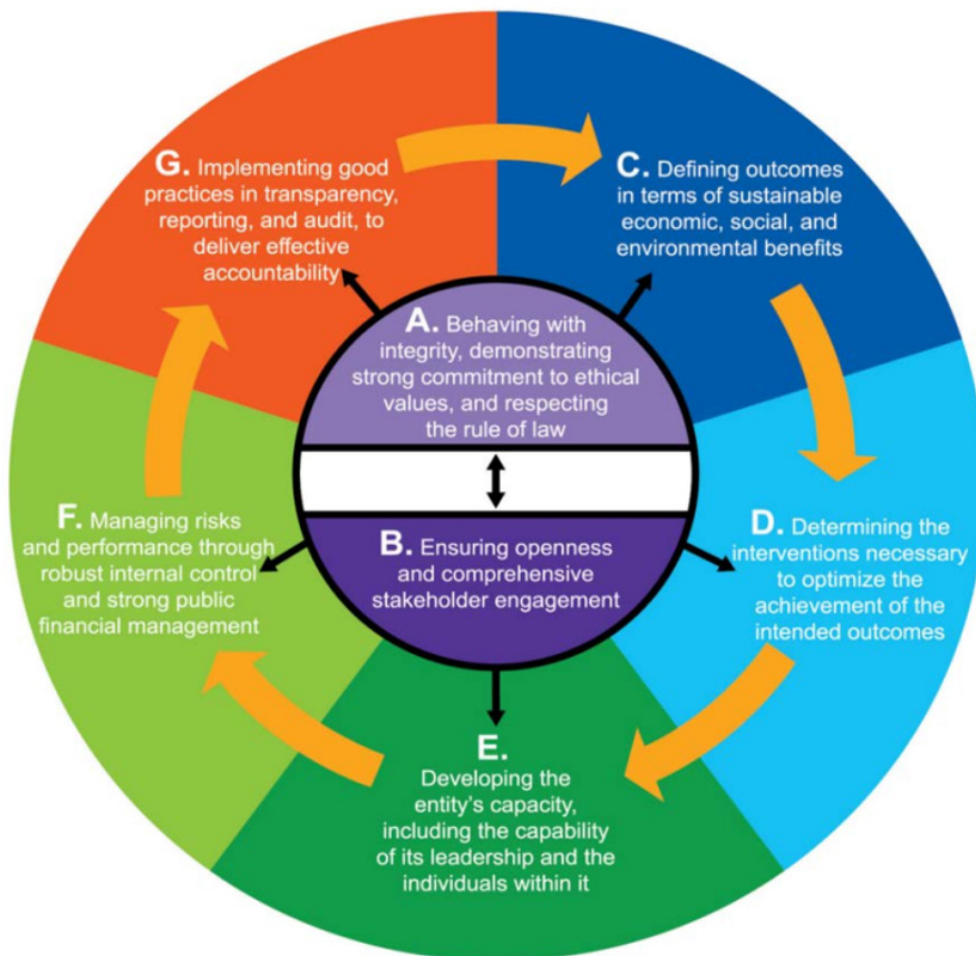 G. Implementing good
practices in transparency,
reporting, and audit, to
deliver effective
accountability
C. Defining outcomes
in terms of sustainable
economic, social, and
environmental benefits
A. Behaving with
integrity, demonstrating
strong commitment to ethical
values, and respecting
the rule of law
F. Managing risks
and performance through
robust internal control
and strong public
financial management
B. Ensuring openness
and comprehensive
stakeholder engagement
D. Determining the
interventions necessary
to optimize the
achievement of the
intended outcomes
E.
Developing the
entity's capacity,
including the capability
of its leadership and the
individuals within it